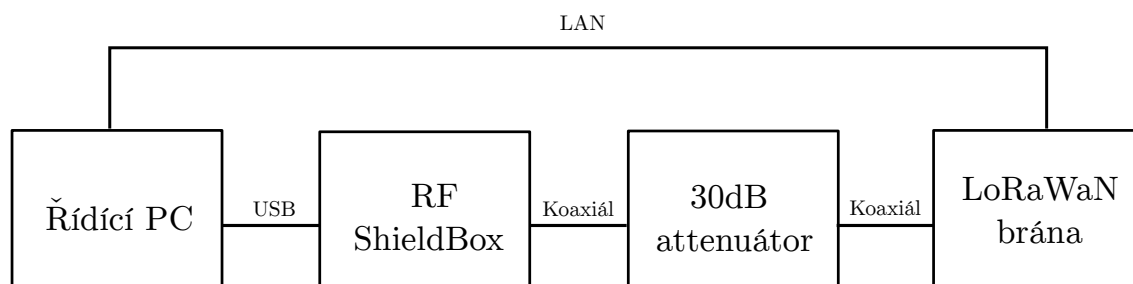 LAN
Řídící PC
USB
RF
ShieldBox
Koaxiál
30dB
attenuátor
Koaxiál
LoRaWaN
brána